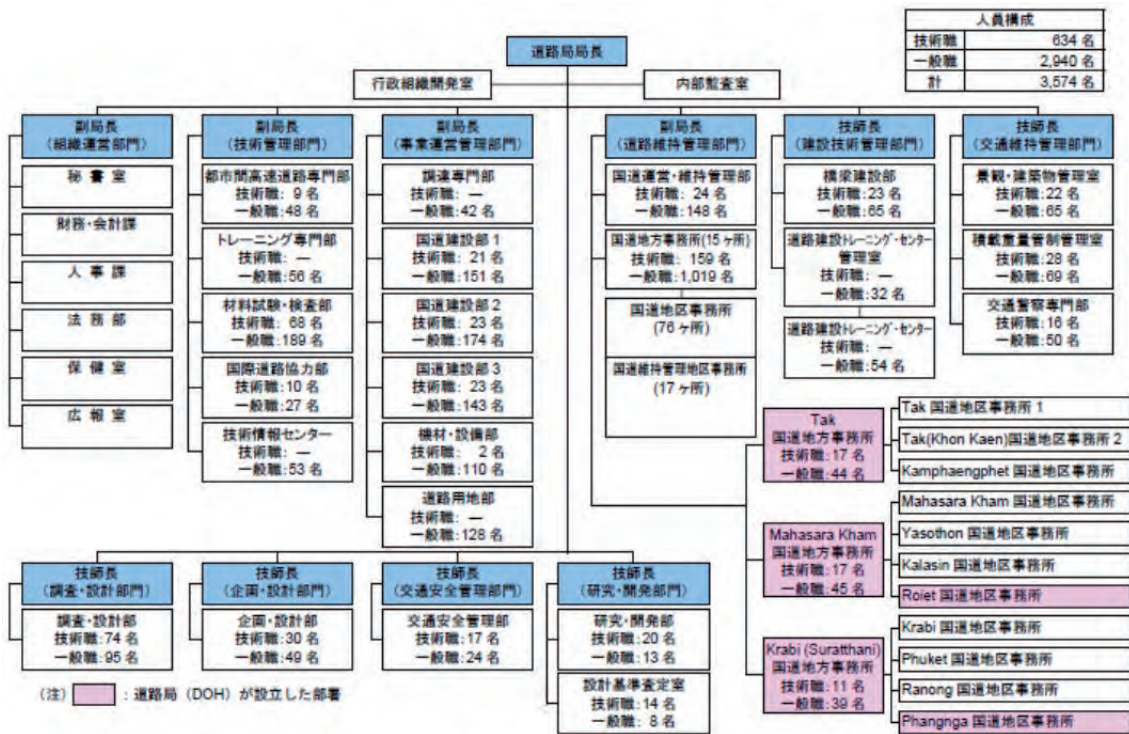 人員構成
技術職 634 名
一般職 2,940 名
計 3,574 名
道路局局長
行政組織開発室
内部監査室
副局長
(組織運営部門)
秘書室
財務・会計課
人事課
法務部
保健室
広報室
副局長
(技術管理部門)
都市間高速道路専門部
技術職: 9 名
一般職:48 名
トレーニング専門部
技術職: ―
一般職:56 名
材料試験・検査部
技術職: 68 名
一般職:189 名
国際道路協力部
技術職:10 名
一般職:27 名
技術情報センター
技術職: ―
一般職:53 名
副局長
(事業運営管理部門)
調達専門部
技術職: ―
一般職:42 名
国道建設部 1
技術職: 21 名
一般職:151 名
国道建設部 2
技術職: 23 名
一般職:174 名
国道建設部 3
技術職: 23 名
一般職:143 名
機材・設備部
技術職: 2 名
一般職:110 名
道路用地部
技術職: ―
一般職:128 名
副局長
(道路維持管理部門)
国道運営・維持管理部
技術職: 24 名
一般職:148 名
国道地方事務所(15 ヶ所)
技術職: 159 名
一般職:1,019 名
国道地区事務所
(76 ヶ所)
国道維持管理地区事務所
(17 ヶ所)
技師長
(建設技術管理部門)
橋梁建設部
技術職:23 名
一般職:65 名
道路建設トレーニング・センター
管理室
技術職: ―
一般職:32 名
道路建設トレーニング・センター
技術職: ―
一般職:54 名
技師長
(交通維持管理部門)
景観・建築物管理室
技術職:22 名
一般職:65 名
積載重量管制管理室
技術職:28 名
一般職:69 名
交通警察専門部
技術職:16 名
一般職:50 名
Tak
国道地方事務所
技術職:17 名
一般職:44 名
Tak 国道地区事務所 1
Tak(Khon Kaen)国道地区事務所 2
Kamphaengphet 国道地区事務所
Mahasara Kham
国道地方事務所
技術職:17 名
一般職:45 名
Mahasara Kham 国道地区事務所
Yasothon 国道地区事務所
Kalasin 国道地区事務所
Roiet 国道地区事務所
Krabi (Suratthani)
国道地方事務所
技術職:11 名
一般職:39 名
Krabi 国道地区事務所
Phuket 国道地区事務所
Ranong 国道地区事務所
Phangnga 国道地区事務所
技師長
(調査・設計部門)
調査・設計部
技術職:74 名
一般職:95 名
技師長
(企画・設計部門)
企画・設計部
技術職:30 名
一般職:49 名
技師長
(交通安全管理部門)
交通安全管理部
技術職:17 名
一般職:24 名
技師長
(研究・開発部門)
研究・開発部
技術職:20 名
一般職:13 名
設計基準査定室
技術職:14 名
一般職: 8 名
(注) :道路局(DOH)が設立した部署